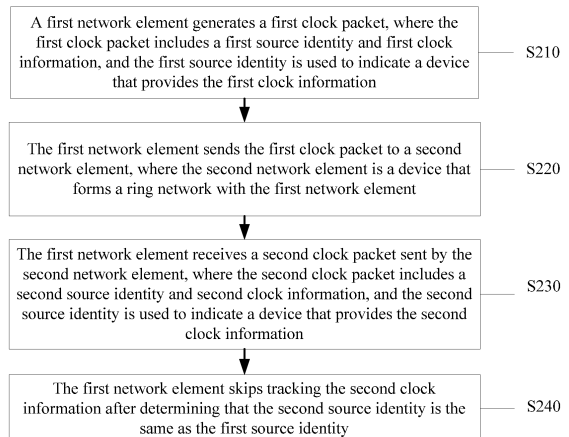 A first network element generates a first clock packet, where the
first clock packet includes a first source identity and first clock
information, and the first source identity is used to indicate a device
that provides the first clock information
S210
The first network element sends the first clock packet to a second
network element, where the second network element is a device that
forms a ring network with the first network element
S220
The first network element receives a second clock packet sent by the
second network element, where the second clock packet includes a
second source identity and second clock information, and the second
source identity is used to indicate a device that provides the second
clock information
S230
The first network element skips tracking the second clock
information after determining that the second source identity is the
same as the first source identity
S240